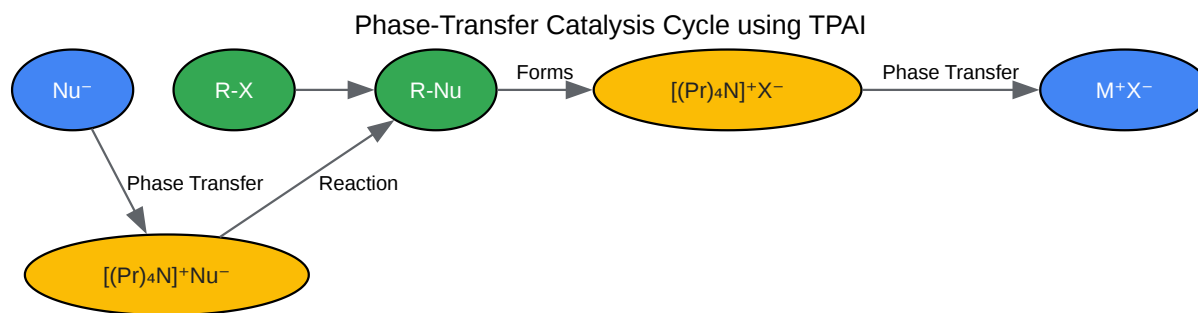 Phase-Transfer Catalysis Cycle using TPAI
Nu⁻
R-X
R-Nu
Forms
[(Pr)₄N]⁺X⁻
Phase Transfer
M⁺X⁻
Phase Transfer
Reaction
[(Pr)₄N]⁺Nu⁻